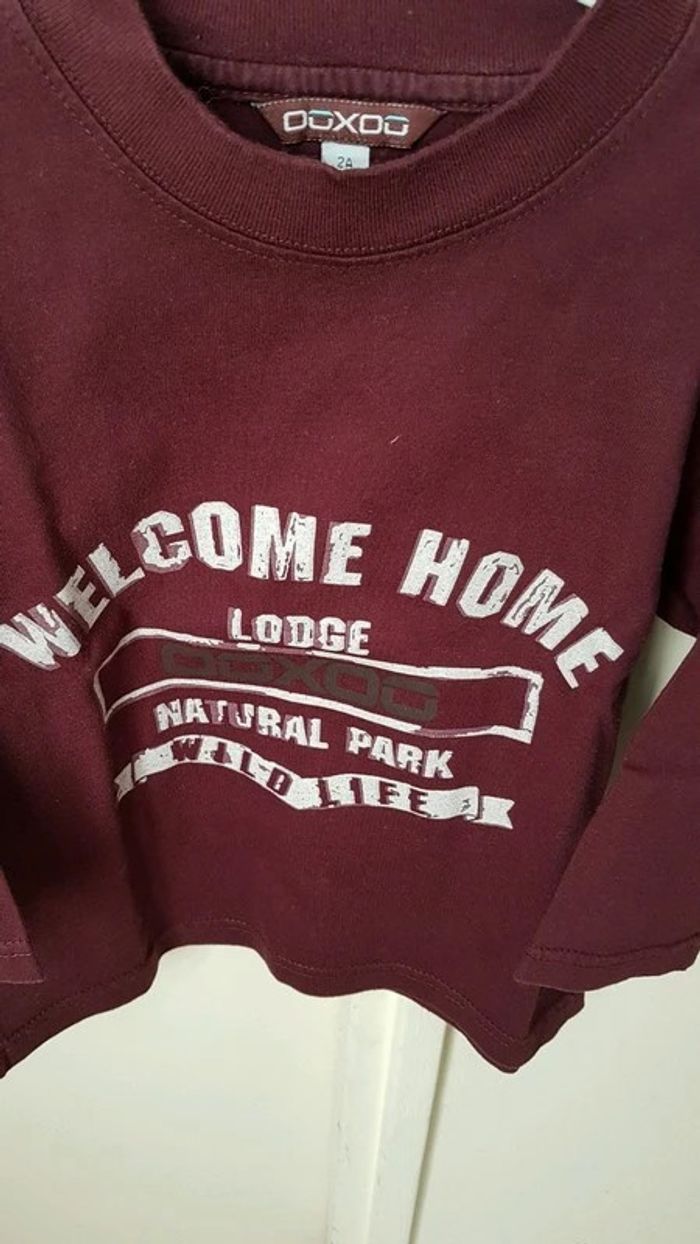 OOXOO
2A
WELCOME HOME
LODGE
OOXOO
NATURAL PARK
WILD LIFE